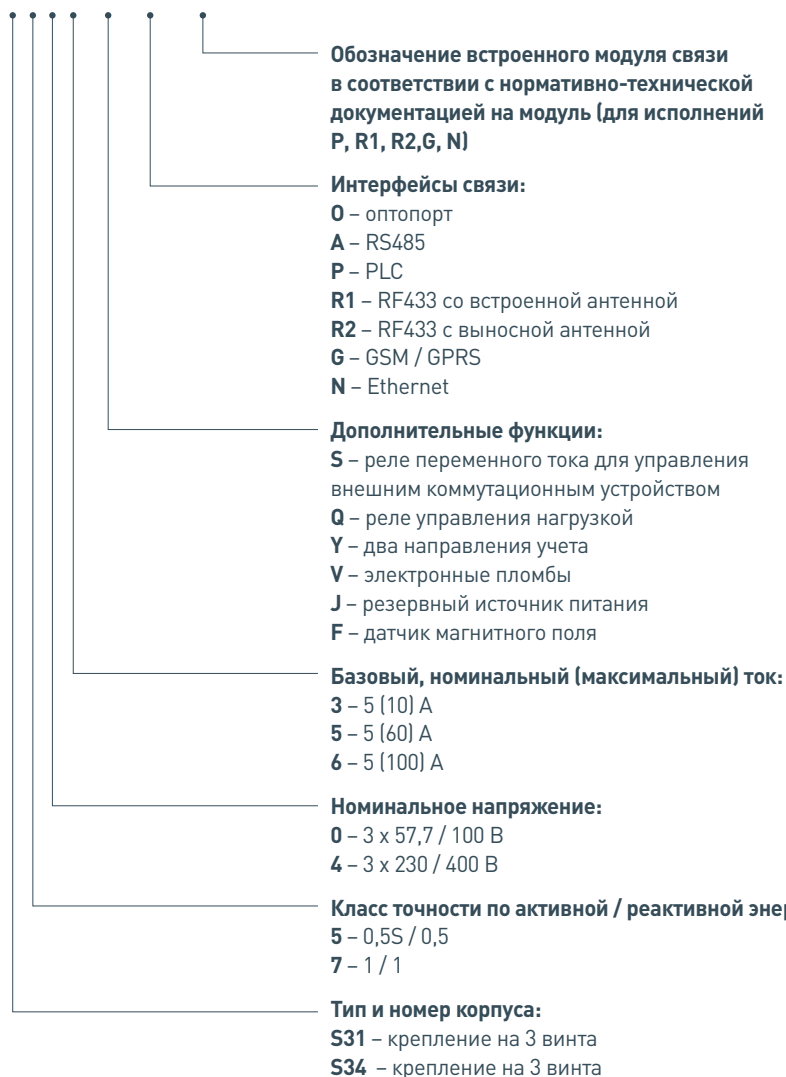 Обозначение встроенного модуля связи
в соответствии с нормативно-технической
документацией на модуль (для исполнений
P, R1, R2,G, N)
Интерфейсы связи:
O – оптопорт
A – RS485
P – PLC
R1 – RF433 со встроенной антенной
R2 – RF433 с выносной антенной
G – GSM / GPRS
N – Ethernet
Дополнительные функции:
S – реле переменного тока для управления
внешним коммутационным устройством
Q – реле управления нагрузкой
Y – два направления учета
V – электронные пломбы
J – резервный источник питания
F – датчик магнитного поля
Базовый, номинальный (максимальный) ток:
3 – 5 (10) А
5 – 5 (60) А
6 – 5 (100) А
Номинальное напряжение:
0 – 3 x 57,7 / 100 В
4 – 3 x 230 / 400 В
Класс точности по активной / реактивной энер
5 – 0,5S / 0,5
7 – 1 / 1
Тип и номер корпуса:
S31 – крепление на 3 винта
S34 – крепление на 3 винта